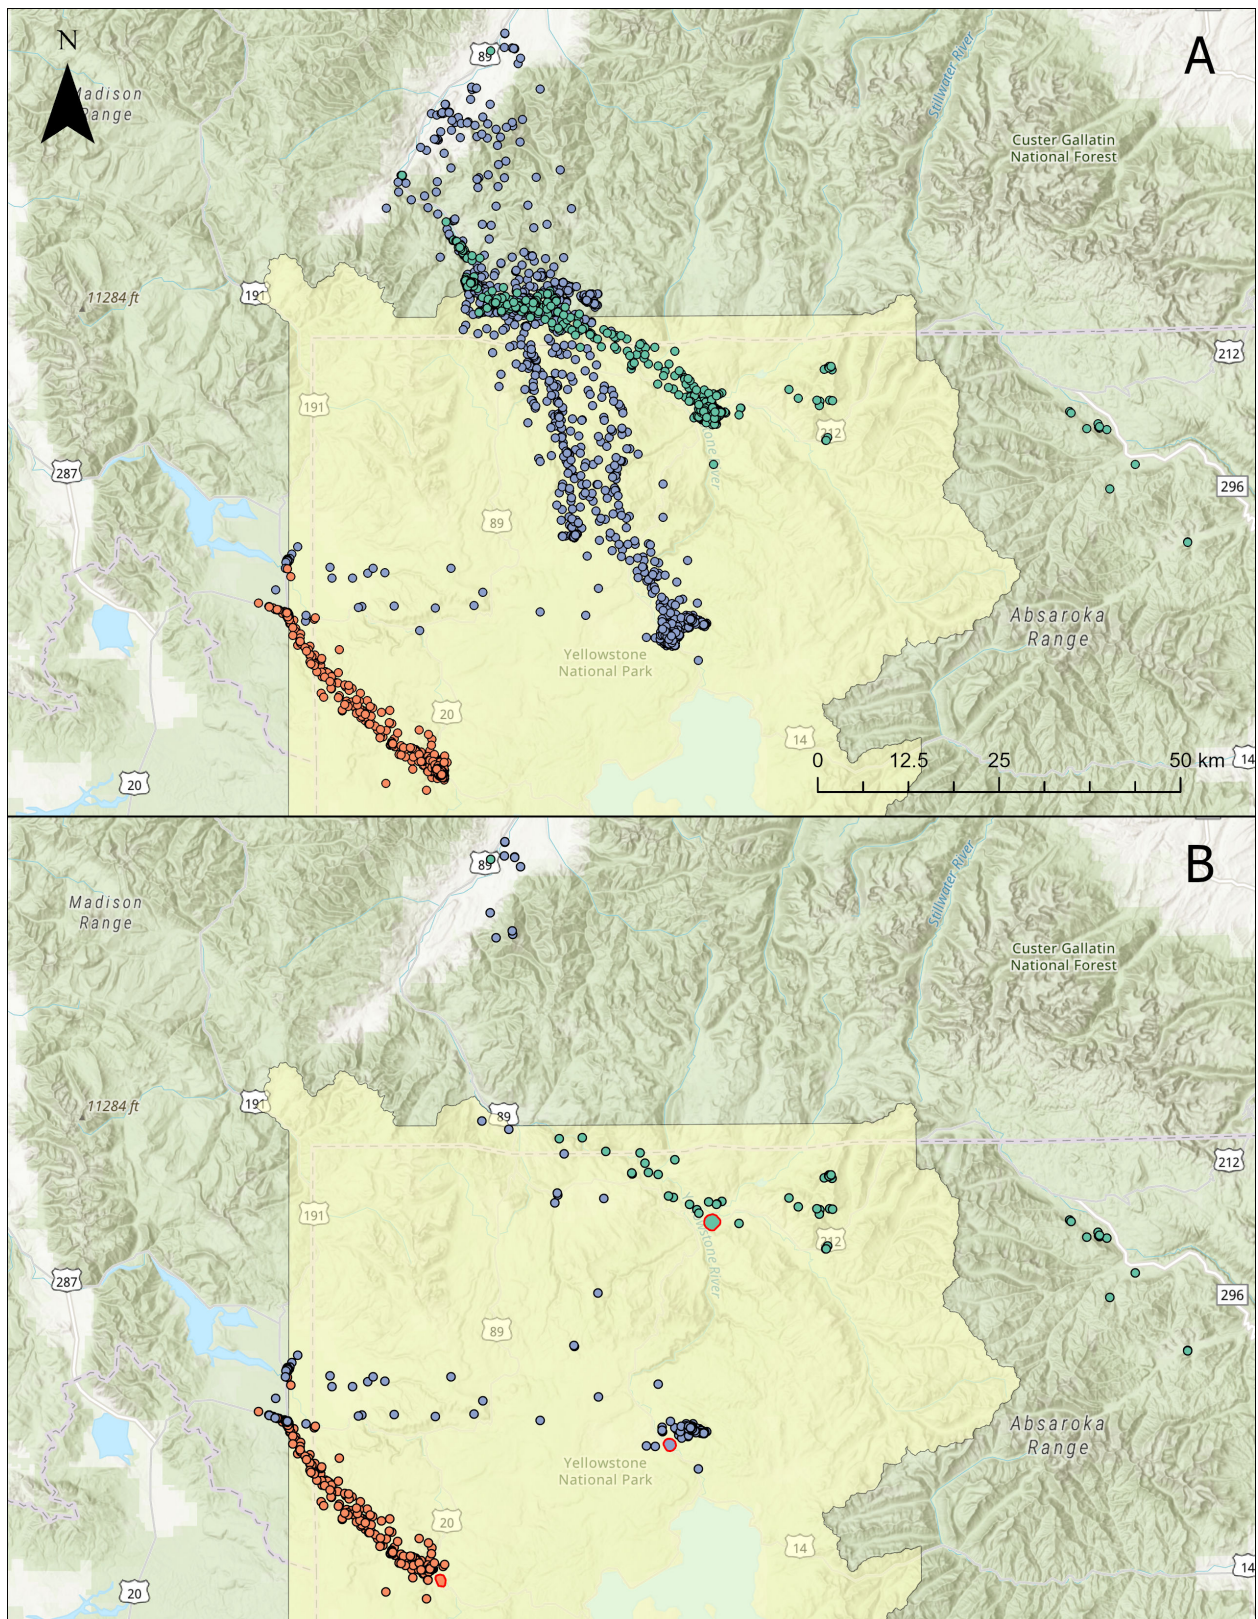 N
A
89
Madison
Range
Stillwater River
Custer Gallatin
National Forest
191
11284 ft
212
191
212
287
296
89
Absaroka
Range
Yellowstone
National Park
20
14
0 12.5 25 50 km
14
20
B
89
Madison
Range
Stillwater River
Custer Gallatin
National Forest
191
11284 ft
89
212
191
212
287
296
89
Absaroka
Range
Yellowstone
National Park
20
14
14
20